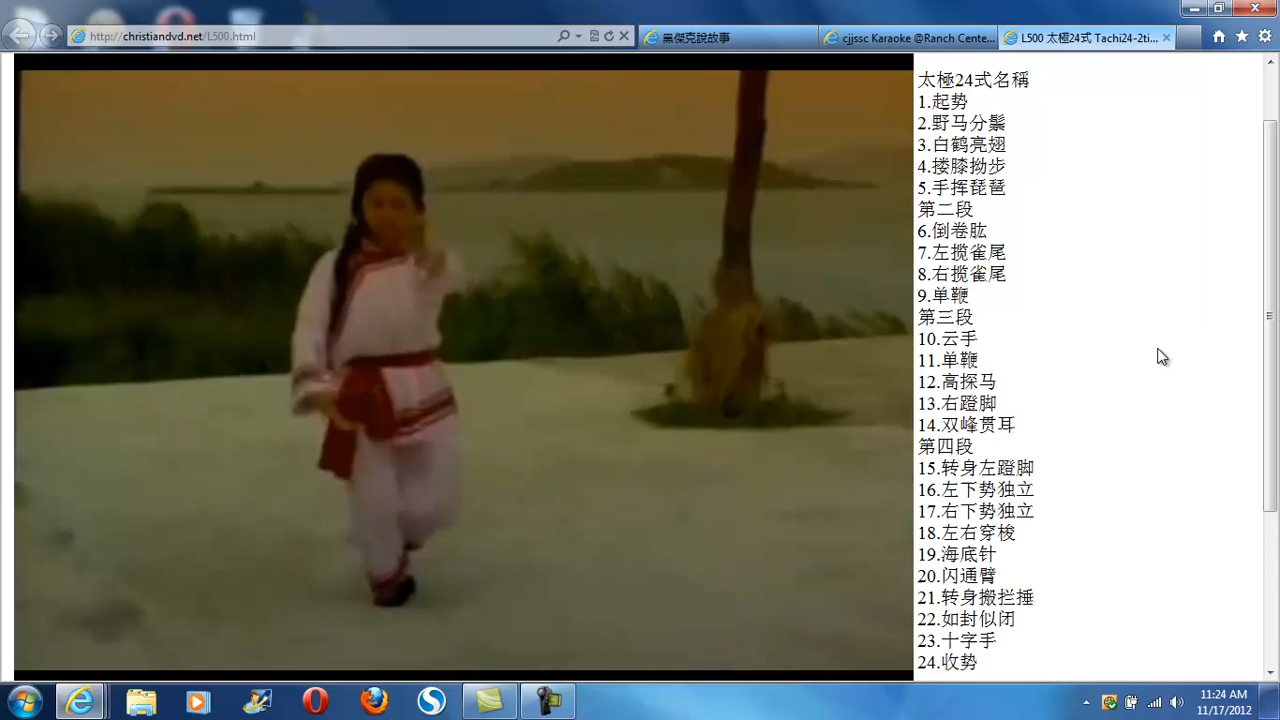 http://christiandvd.net/L500.html
黑傑克說故事
cjjssc Karaoke @Ranch Cente...
L500 太極24式 Tachi24-2ti...
太極24式名稱
1.起势
2.野马分鬃
3.白鹤亮翅
4.搂膝拗步
5.手挥琵琶
第二段
6.倒卷肱
7.左揽雀尾
8.右揽雀尾
9.单鞭
第三段
10.云手
11.单鞭
12.高探马
13.右蹬脚
14.双峰贯耳
第四段
15.转身左蹬脚
16.左下势独立
17.右下势独立
18.左右穿梭
19.海底针
20.闪通臂
21.转身搬拦捶
22.如封似闭
23.十字手
24.收势
11:24 AM
11/17/2012